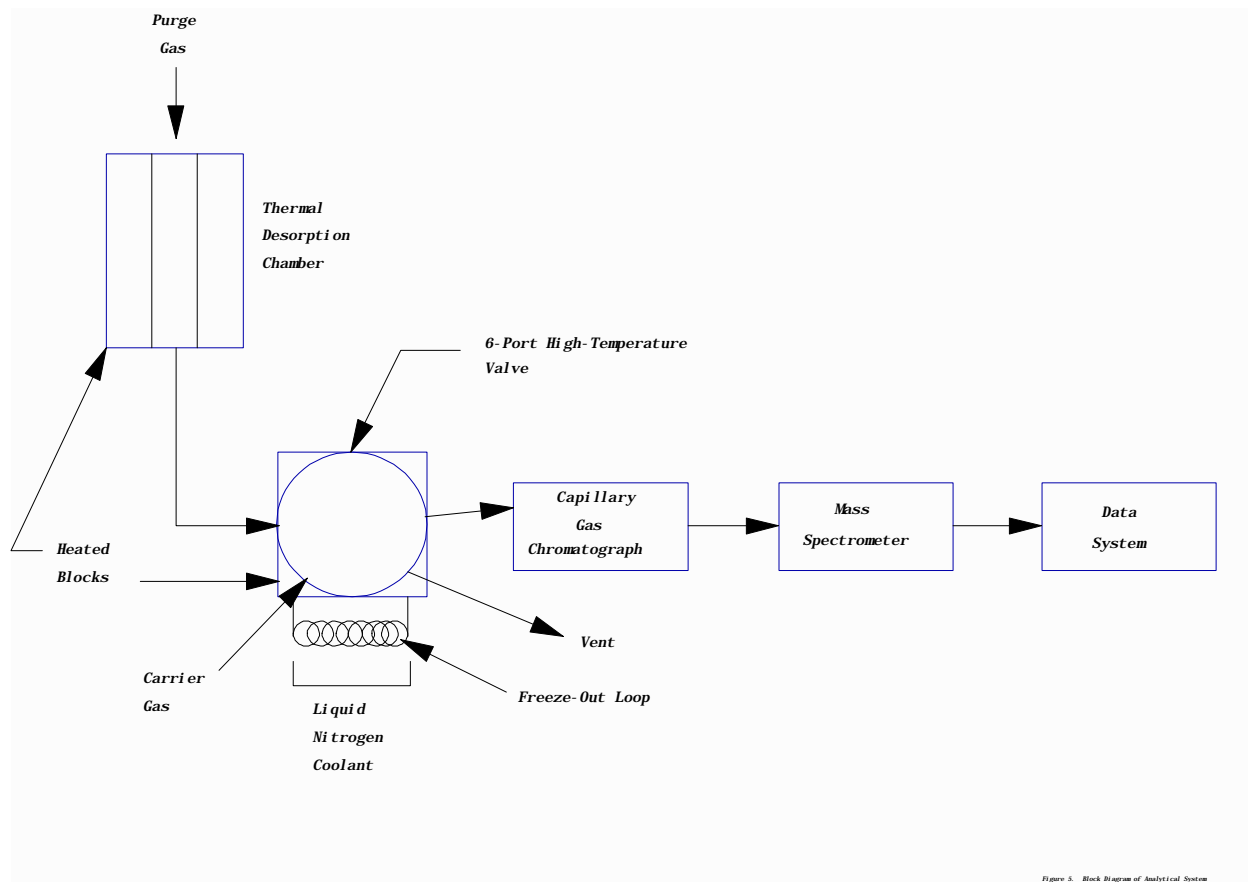 Purge
Gas
Thermal
Desorption
Chamber
6-Port High-Temperature
Valve
Capillary
Gas
Chromatograph
Mass
Spectrometer
Data
System
Heated
Blocks
Vent
Carrier
Gas
Freeze-Out Loop
Liquid
Nitrogen
Coolant
Figure 5. Block Diagram of Analytical System